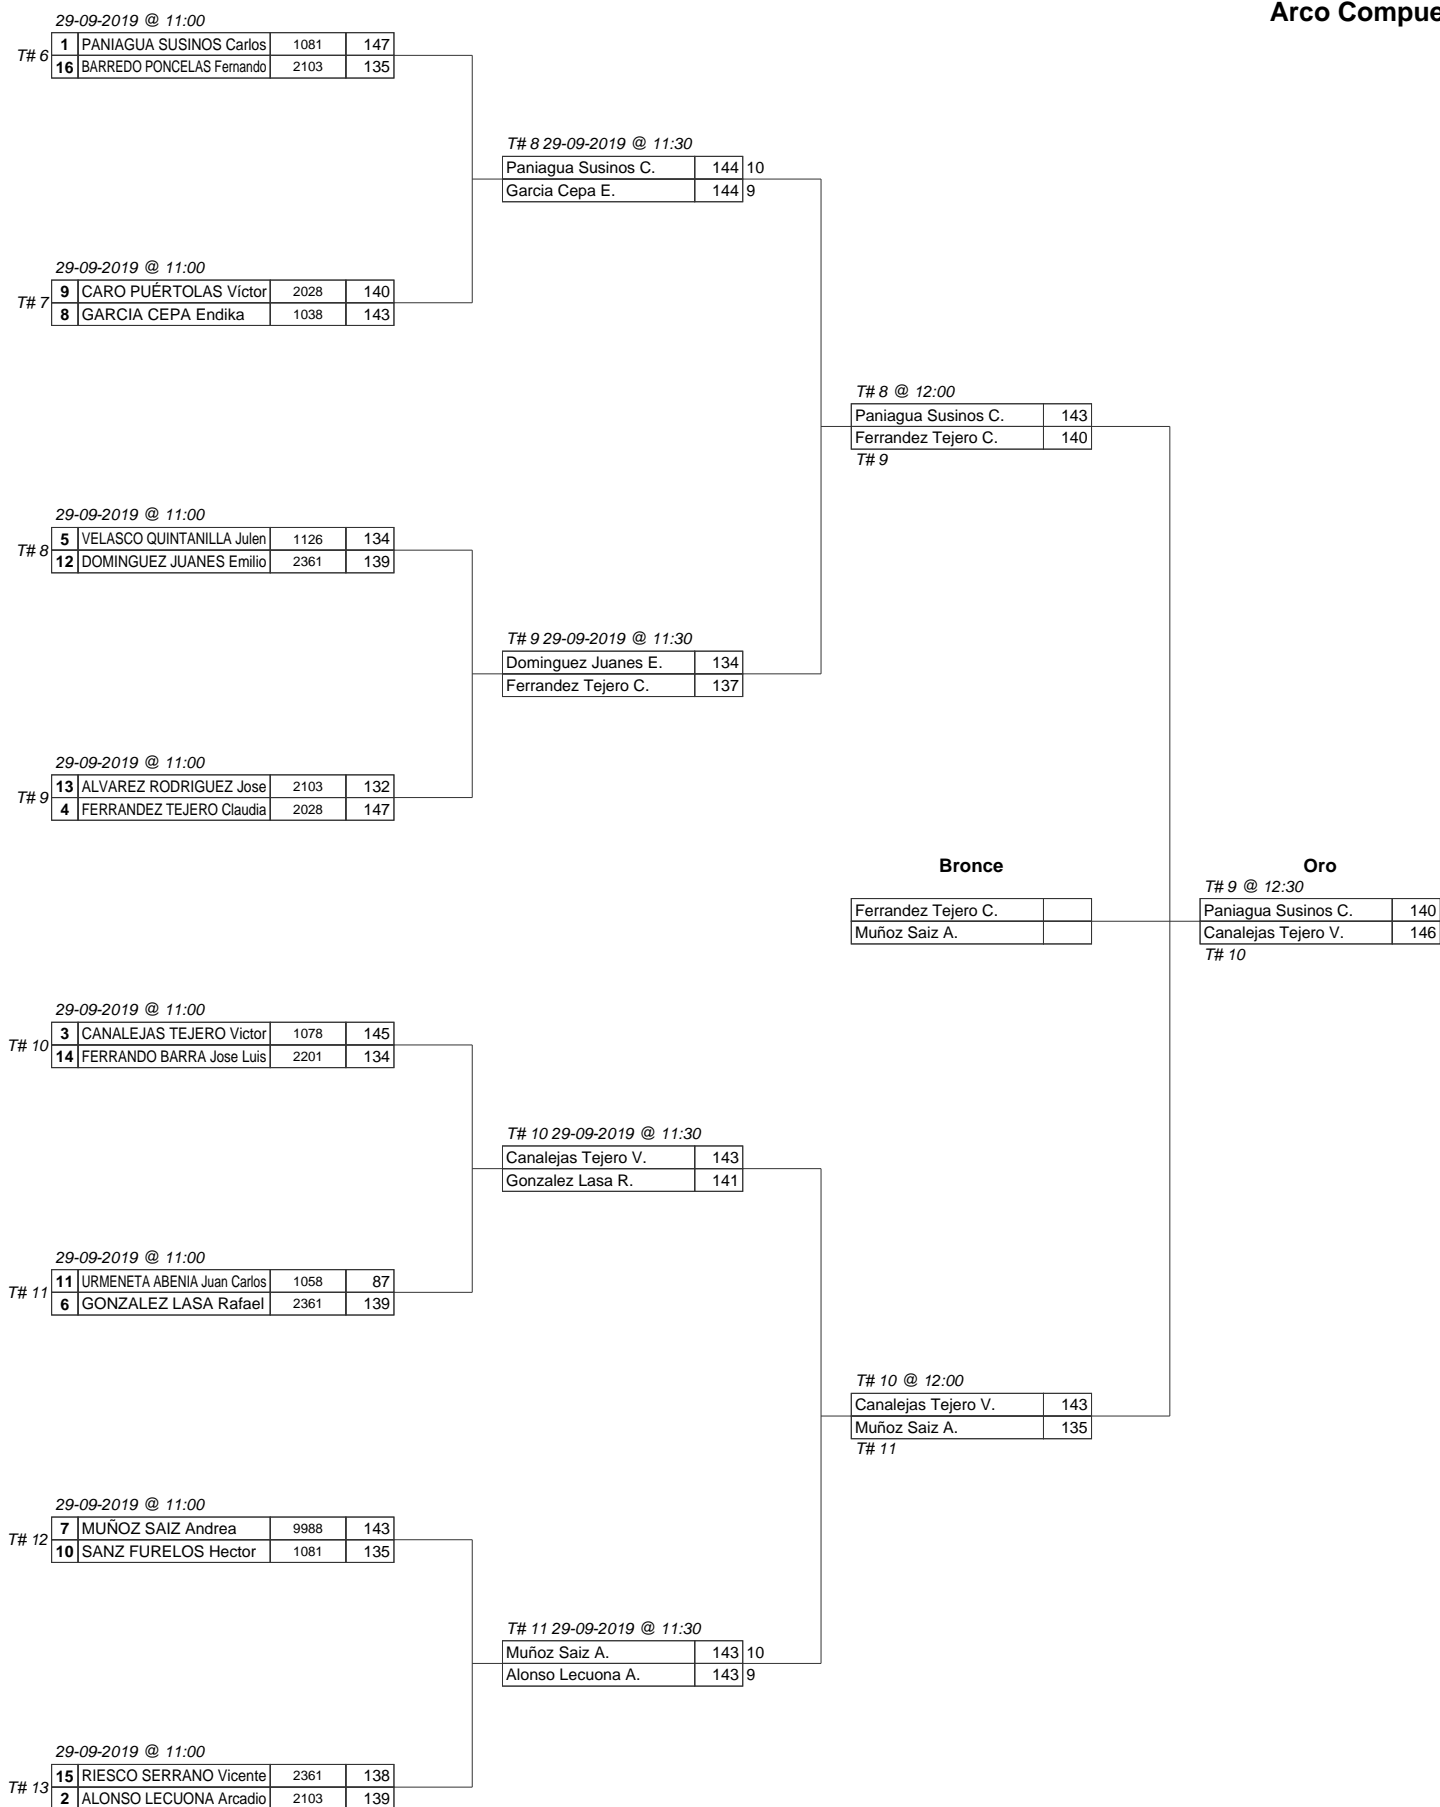 Arco Compue
29-09-2019 @ 11:00
T# 6
1 PANIAGUA SUSINOS Carlos 1081 147
16 BARREDO PONCELAS Fernando 2103 135
T# 8 29-09-2019 @ 11:30
Paniagua Susinos C. 144 10
Garcia Cepa E. 144 9
29-09-2019 @ 11:00
T# 7
9 CARO PUÉRTOLAS Víctor 2028 140
8 GARCIA CEPA Endika 1038 143
T# 8 @ 12:00
Paniagua Susinos C. 143
Ferrandez Tejero C. 140
T# 9
29-09-2019 @ 11:00
T# 8
5 VELASCO QUINTANILLA Julen 1126 134
12 DOMINGUEZ JUANES Emilio 2361 139
T# 9 29-09-2019 @ 11:30
Dominguez Juanes E. 134
Ferrandez Tejero C. 137
29-09-2019 @ 11:00
T# 9
13 ALVAREZ RODRIGUEZ Jose 2103 132
4 FERRANDEZ TEJERO Claudia 2028 147
Bronce
Ferrandez Tejero C.
Muñoz Saiz A.
Oro
T# 9 @ 12:30
Paniagua Susinos C. 140
Canalejas Tejero V. 146
T# 10
29-09-2019 @ 11:00
T# 10
3 CANALEJAS TEJERO Victor 1078 145
14 FERRANDO BARRA Jose Luis 2201 134
T# 10 29-09-2019 @ 11:30
Canalejas Tejero V. 143
Gonzalez Lasa R. 141
29-09-2019 @ 11:00
T# 11
11 URMENETA ABENIA Juan Carlos 1058 87
6 GONZALEZ LASA Rafael 2361 139
T# 10 @ 12:00
Canalejas Tejero V. 143
Muñoz Saiz A. 135
T# 11
29-09-2019 @ 11:00
T# 12
7 MUÑOZ SAIZ Andrea 9988 143
10 SANZ FURELOS Hector 1081 135
T# 11 29-09-2019 @ 11:30
Muñoz Saiz A. 143 10
Alonso Lecuona A. 143 9
29-09-2019 @ 11:00
T# 13
15 RIESCO SERRANO Vicente 2361 138
2 ALONSO LECUONA Arcadio 2103 139